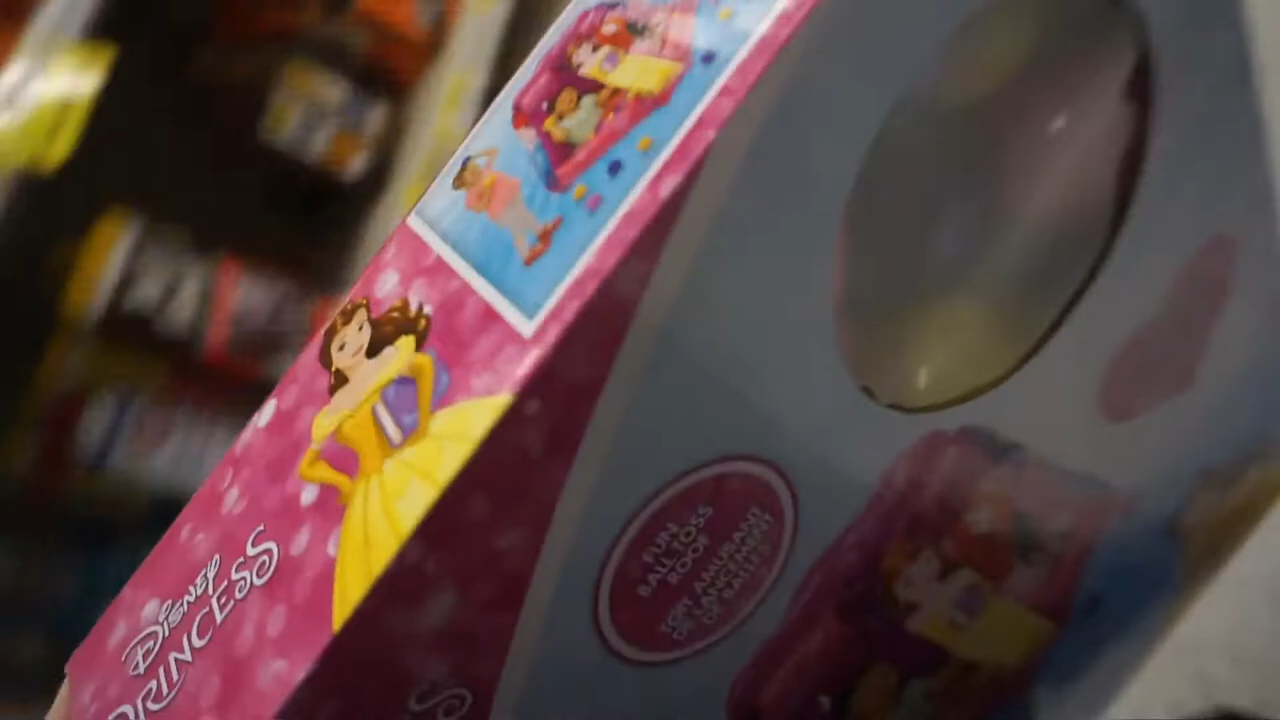 DISNEY
PRINCESS
FUN
BALL TOSS
ROOF
TOIT AMUSANT
DE LANCEMENT
DE BALLES